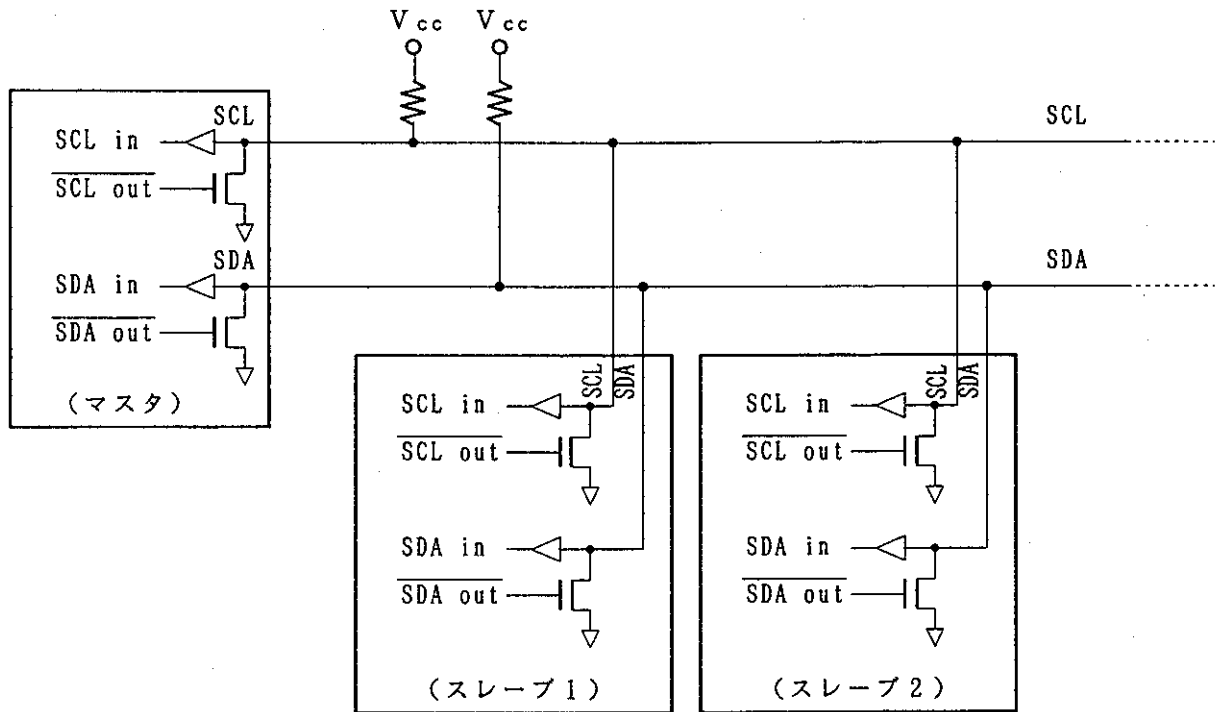 Vcc Vcc
SCL SCL
SCL in
SCL out
SDA SDA
SDA in
SDA out
(マスタ)
SCL SDA SCL SDA
SCL in SCL in
SCL out SCL out
SDA in SDA in
SDA out SDA out
(スレーブ1) (スレーブ2)